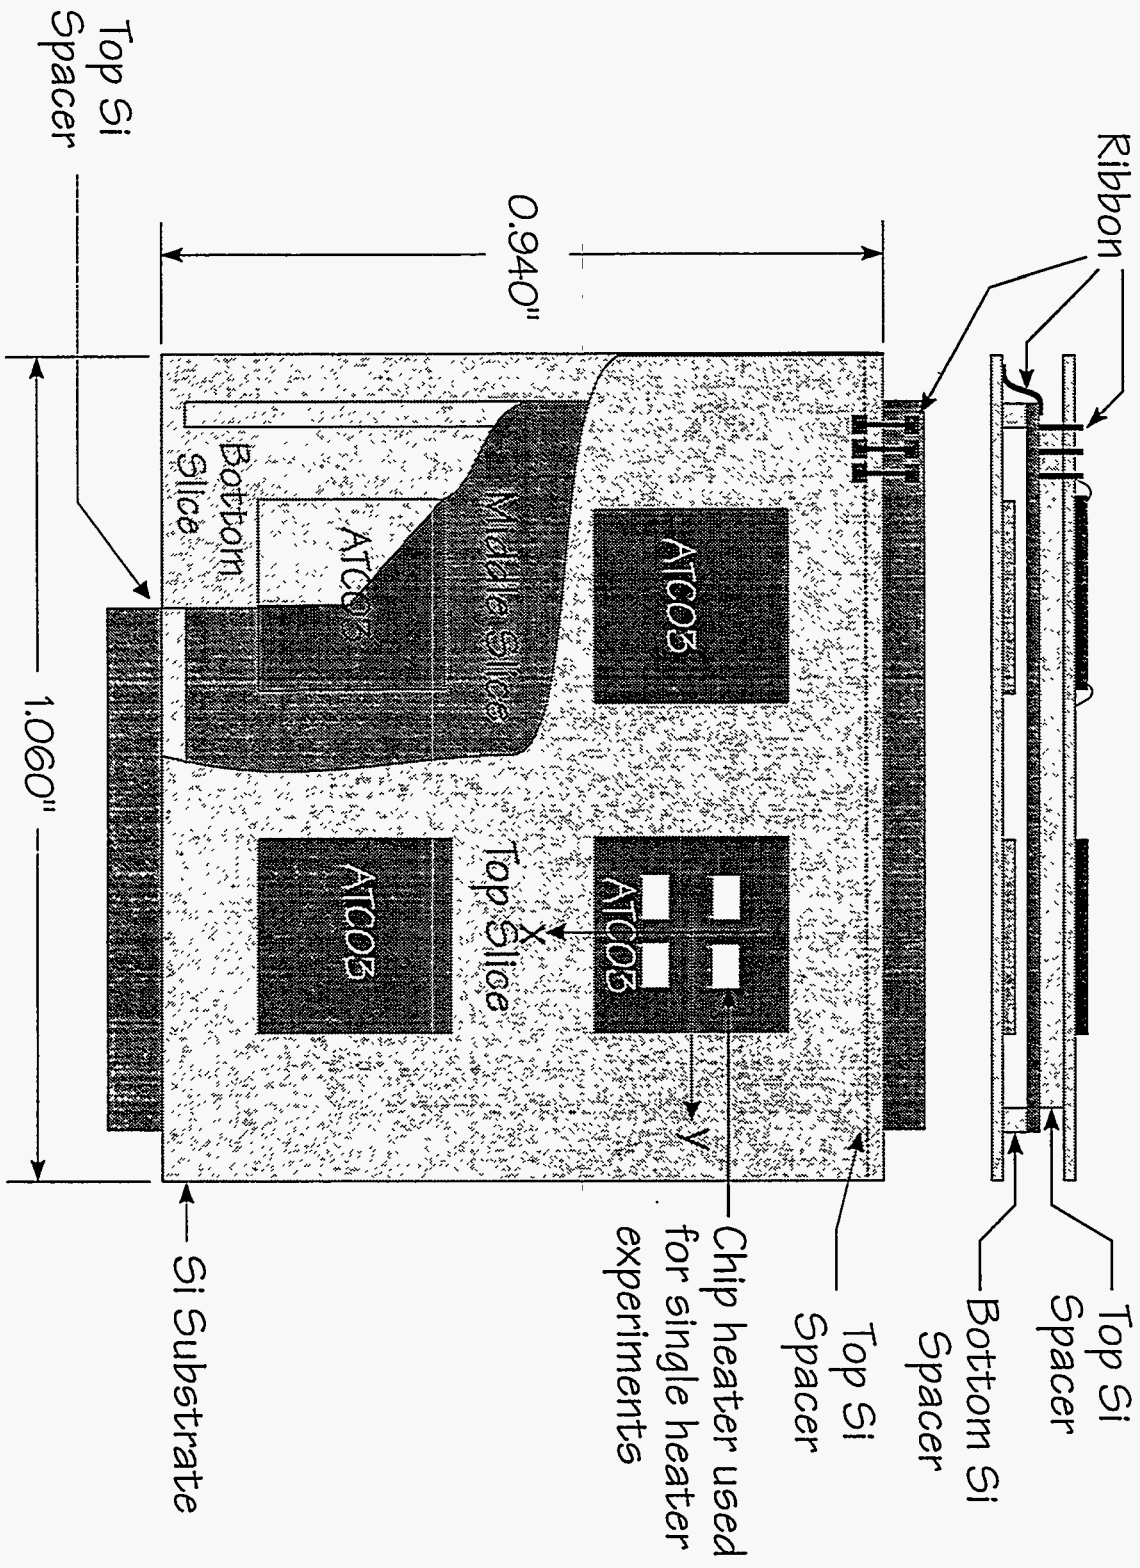 Ribbon
Top Si
Spacer
Bottom Si
Spacer
Top Si
Spacer
Chip heater used
for single heater
experiments
y
ATC03
ATC03
0.940"
x
Middle Slice
Top Slice
ATC03
ATC03
Bottom
Slice
Si Substrate
Top Si
Spacer
1.060"